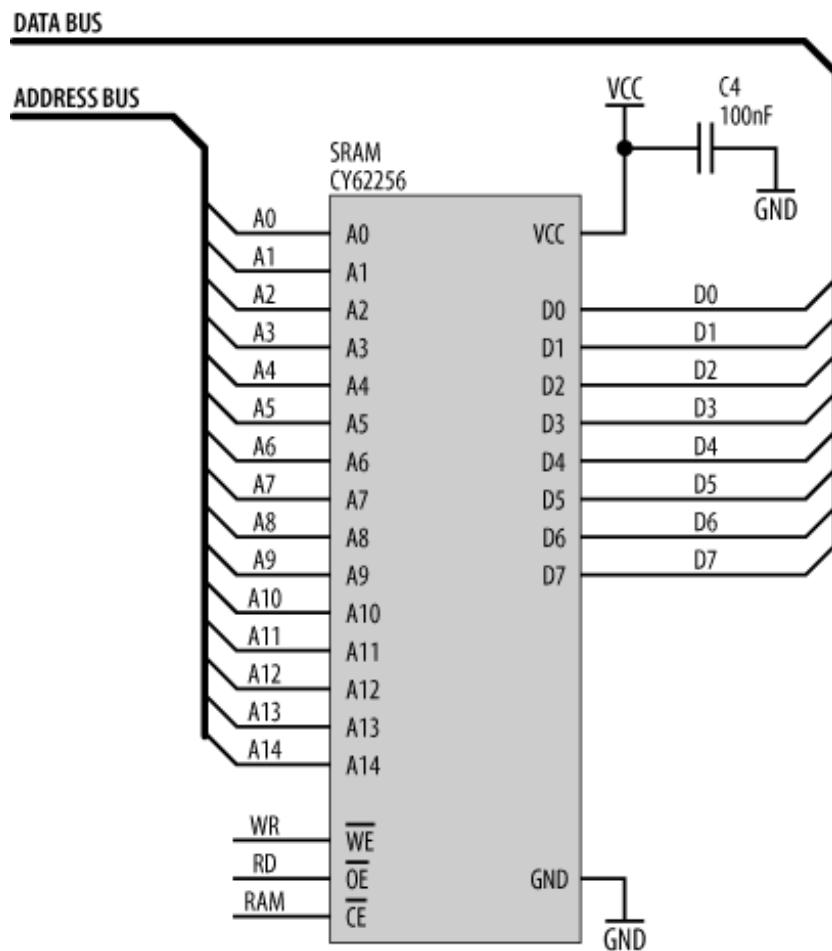 DATA BUS
ADDRESS BUS
VCC
C4
100nF
GND
SRAM
CY62256
A0 A0 VCC
A1 A1
A2 A2 D0 D0
A3 A3 D1 D1
A4 A4 D2 D2
A5 A5 D3 D3
A6 A6 D4 D4
A7 A7 D5 D5
A8 A8 D6 D6
A9 A9 D7 D7
A10 A10
A11 A11
A12 A12
A13 A13
A14 A14
WR W̅E̅
RD O̅E̅ GND
RAM C̅E̅
GND